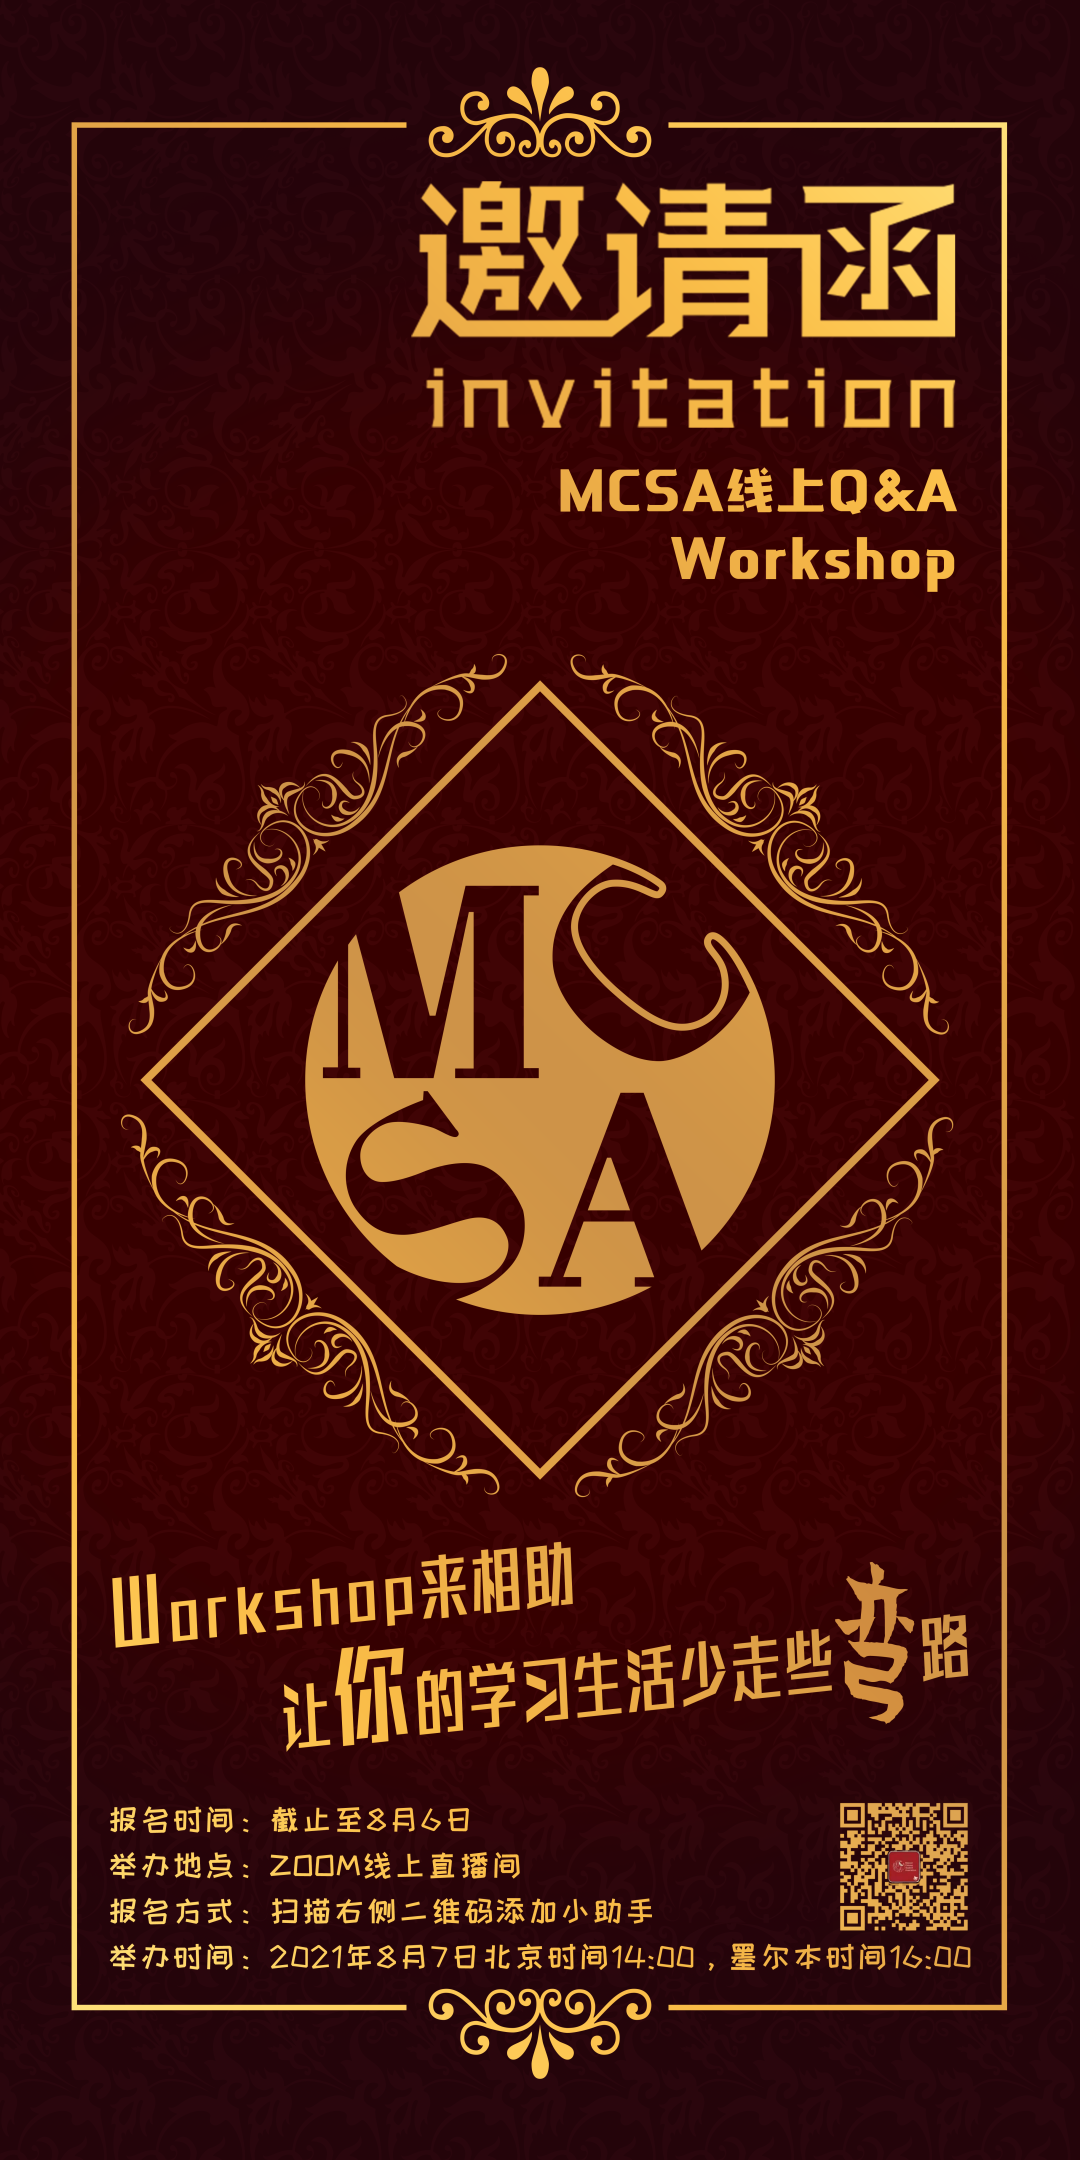 邀请函
invitation
MCSA线上Q&A
Workshop
MC
SA
Workshop来相助
让你的学习生活少走些弯路
报名时间：截止至8月6日
举办地点：ZOOM线上直播间
报名方式：扫描右侧二维码添加小助手
举办时间：2021年8月7日北京时间14:00，墨尔本时间16:00